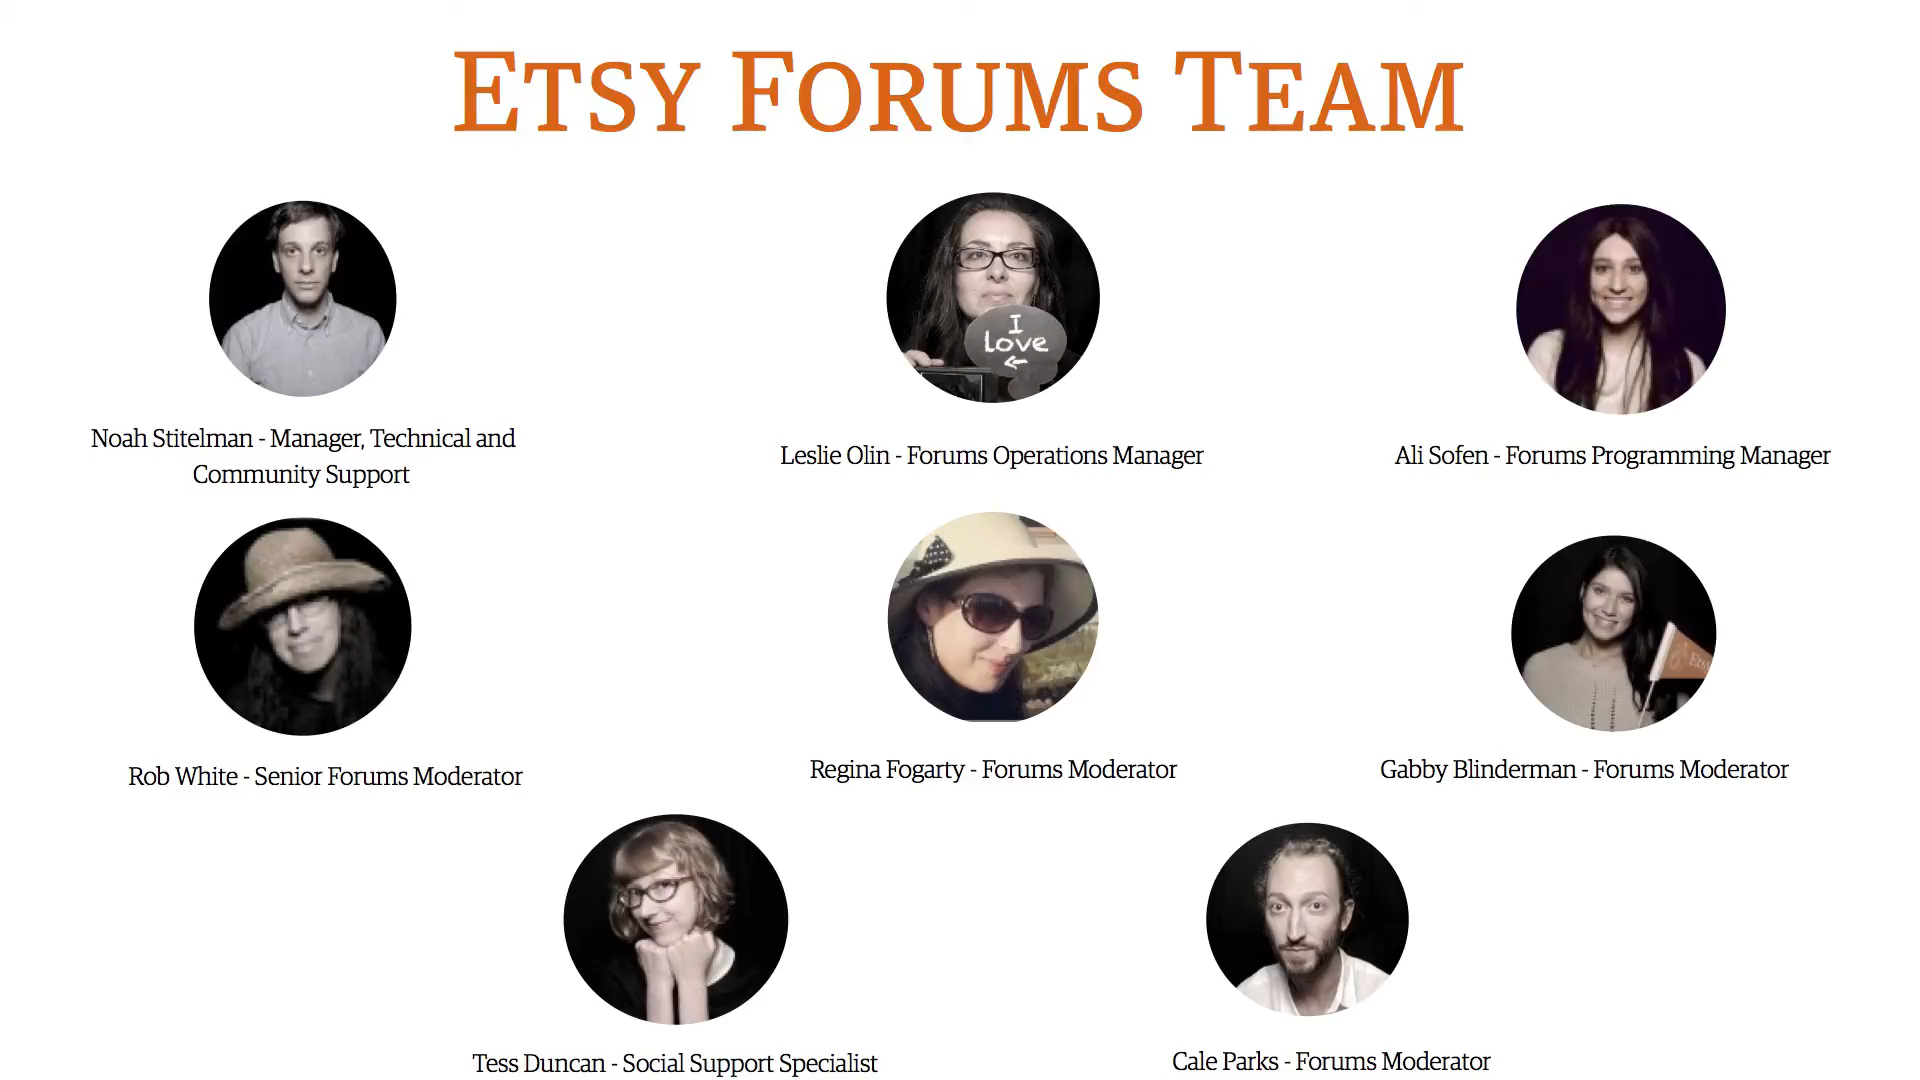 ETSY FORUMS TEAM
I
love
←
Noah Stitelman - Manager, Technical and
Community Support
Leslie Olin - Forums Operations Manager
Ali Sofen - Forums Programming Manager
Etsy
Rob White - Senior Forums Moderator
Regina Fogarty - Forums Moderator
Gabby Blinderman - Forums Moderator
Tess Duncan - Social Support Specialist
Cale Parks - Forums Moderator